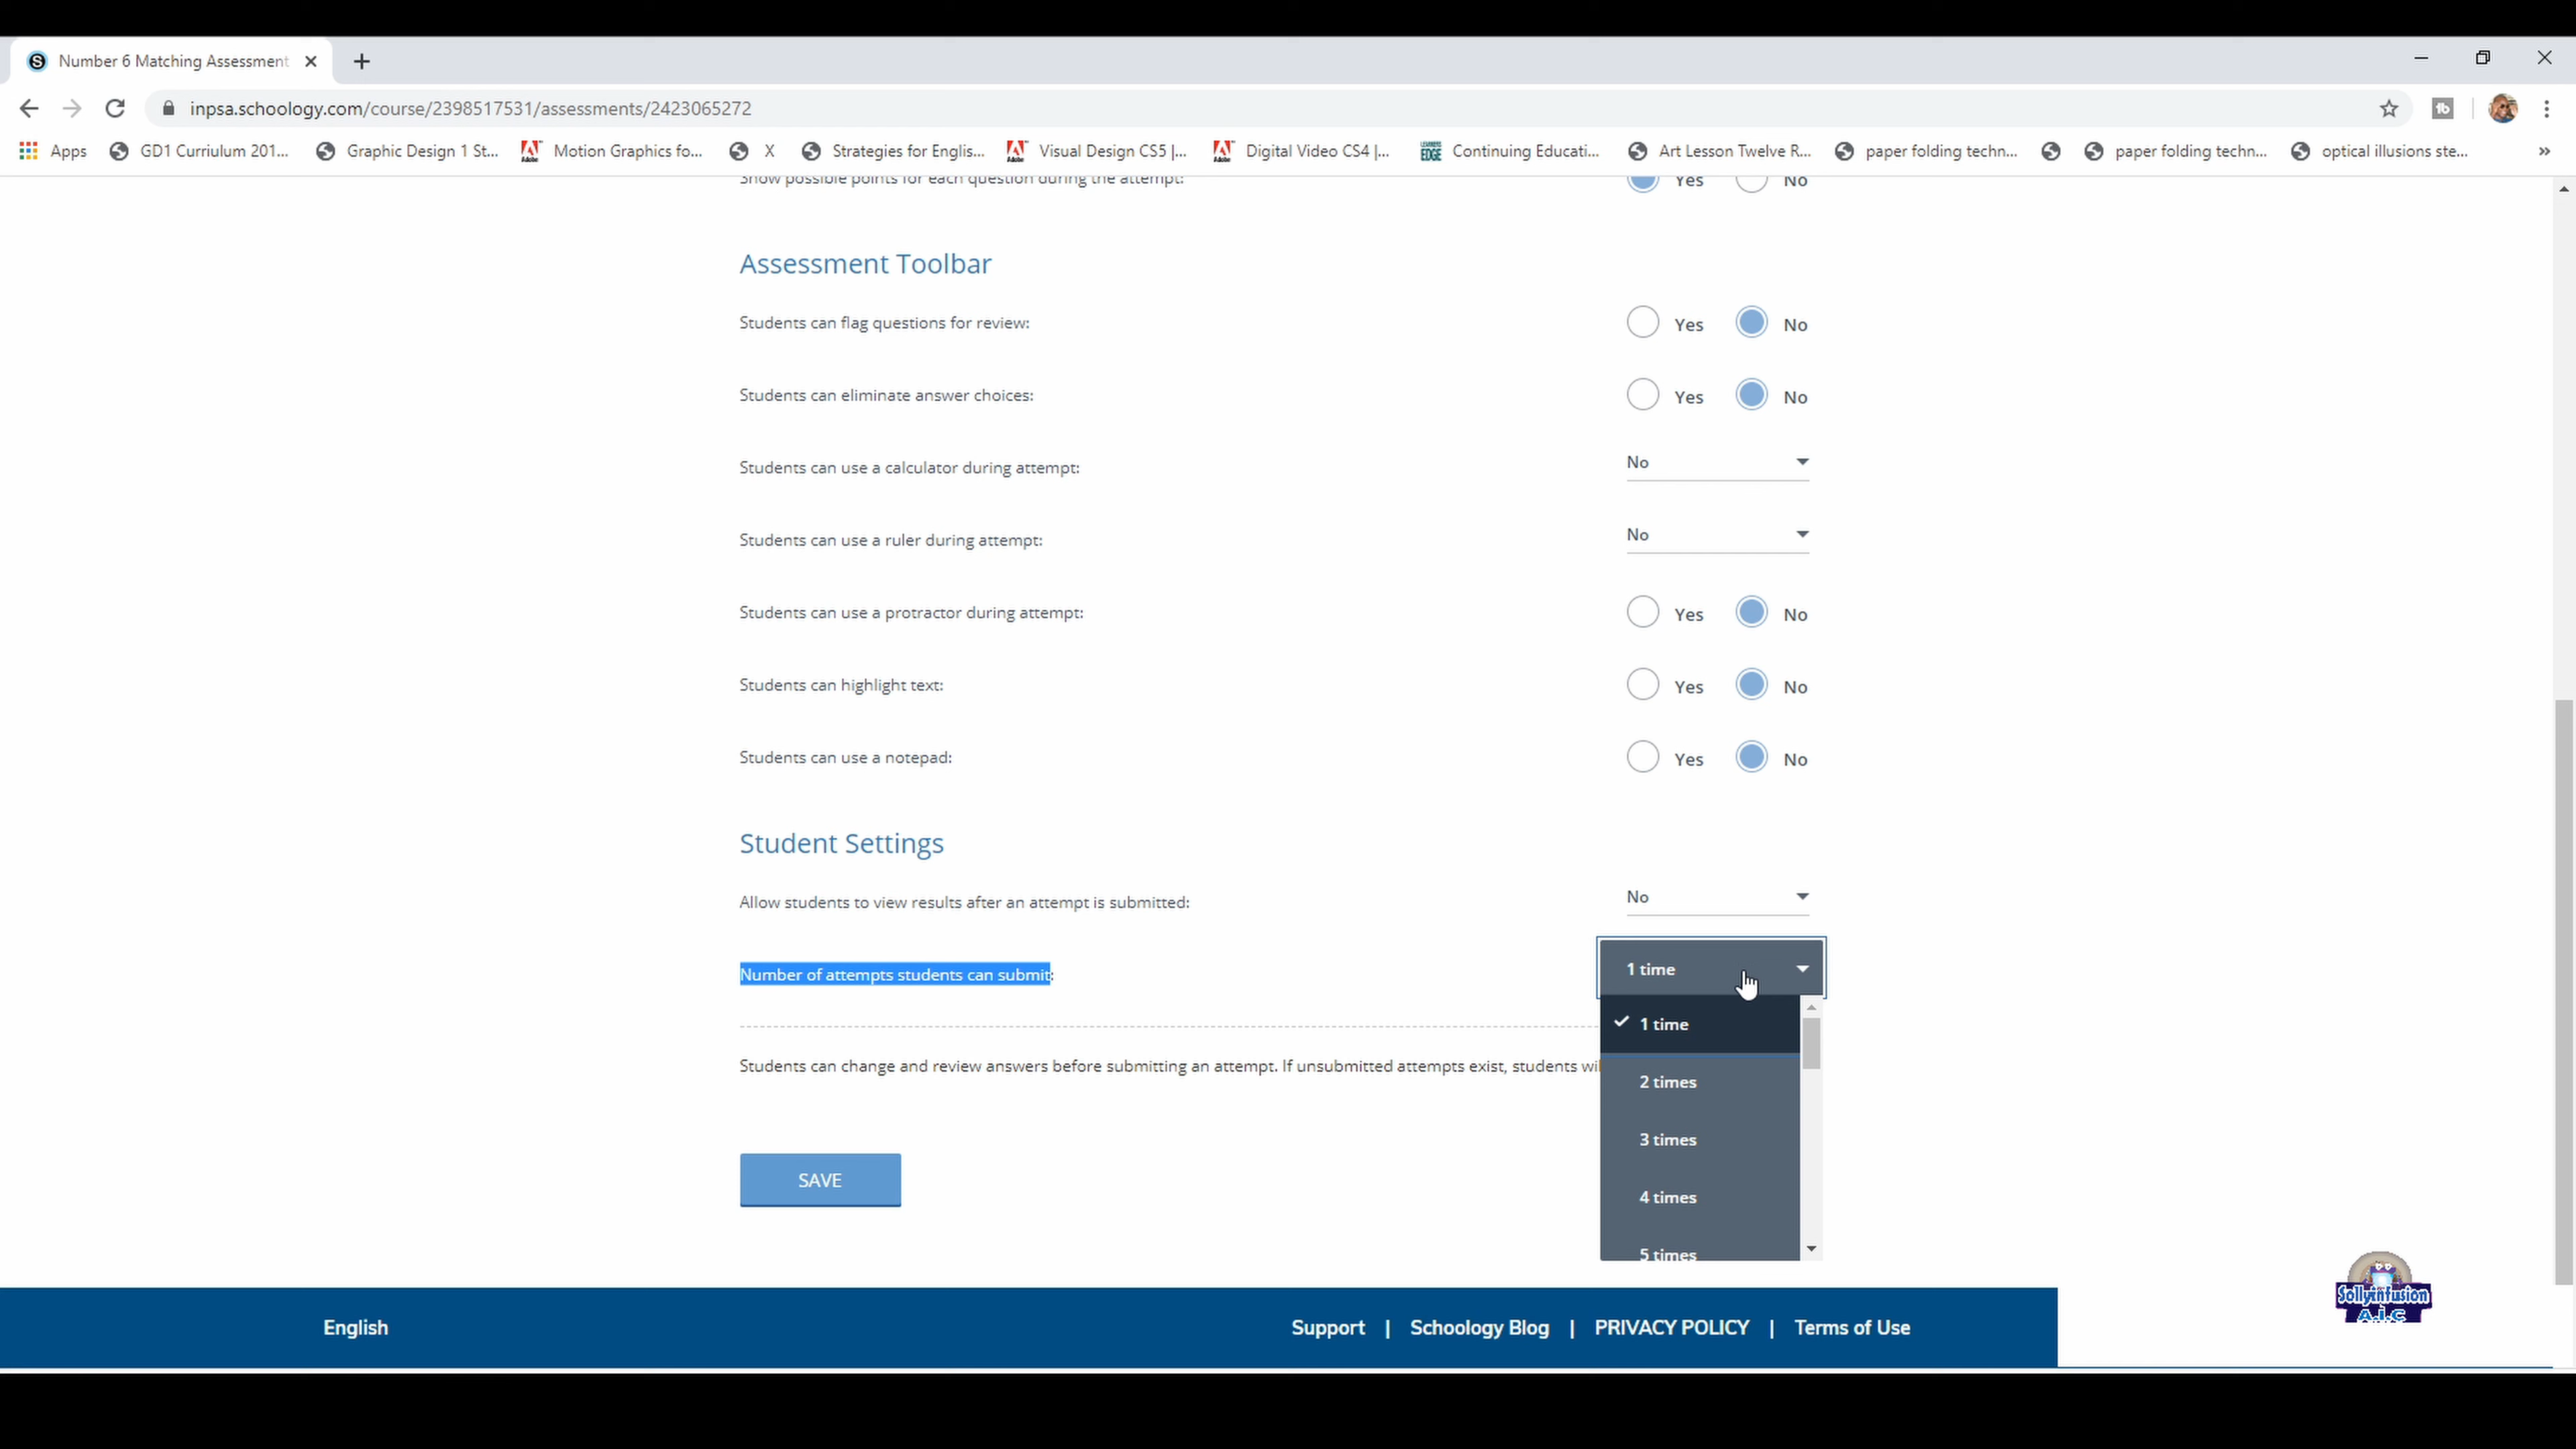 Number 6 Matching Assessment
inpsa.schoology.com/course/2398517531/assessments/2423065272
Apps GD1 Curriulum 201... Graphic Design 1 St... Motion Graphics fo... X Strategies for Englis... Visual Design CS5 |... Digital Video CS4 |... Continuing Educati... Art Lesson Twelve R... paper folding techn... paper folding techn... optical illusions ste... »
Show possible points for each question during the attempt: Yes No
Assessment Toolbar
Students can flag questions for review: Yes No
Students can eliminate answer choices: Yes No
Students can use a calculator during attempt: No
Students can use a ruler during attempt: No
Students can use a protractor during attempt: Yes No
Students can highlight text: Yes No
Students can use a notepad: Yes No
Student Settings
Allow students to view results after an attempt is submitted: No
Number of attempts students can submit: 1 time
1 time
Students can change and review answers before submitting an attempt. If unsubmitted attempts exist, students wil
2 times
3 times
SAVE
4 times
5 times
Sollyinfusion
A.I.C
English Support | Schoology Blog | PRIVACY POLICY | Terms of Use